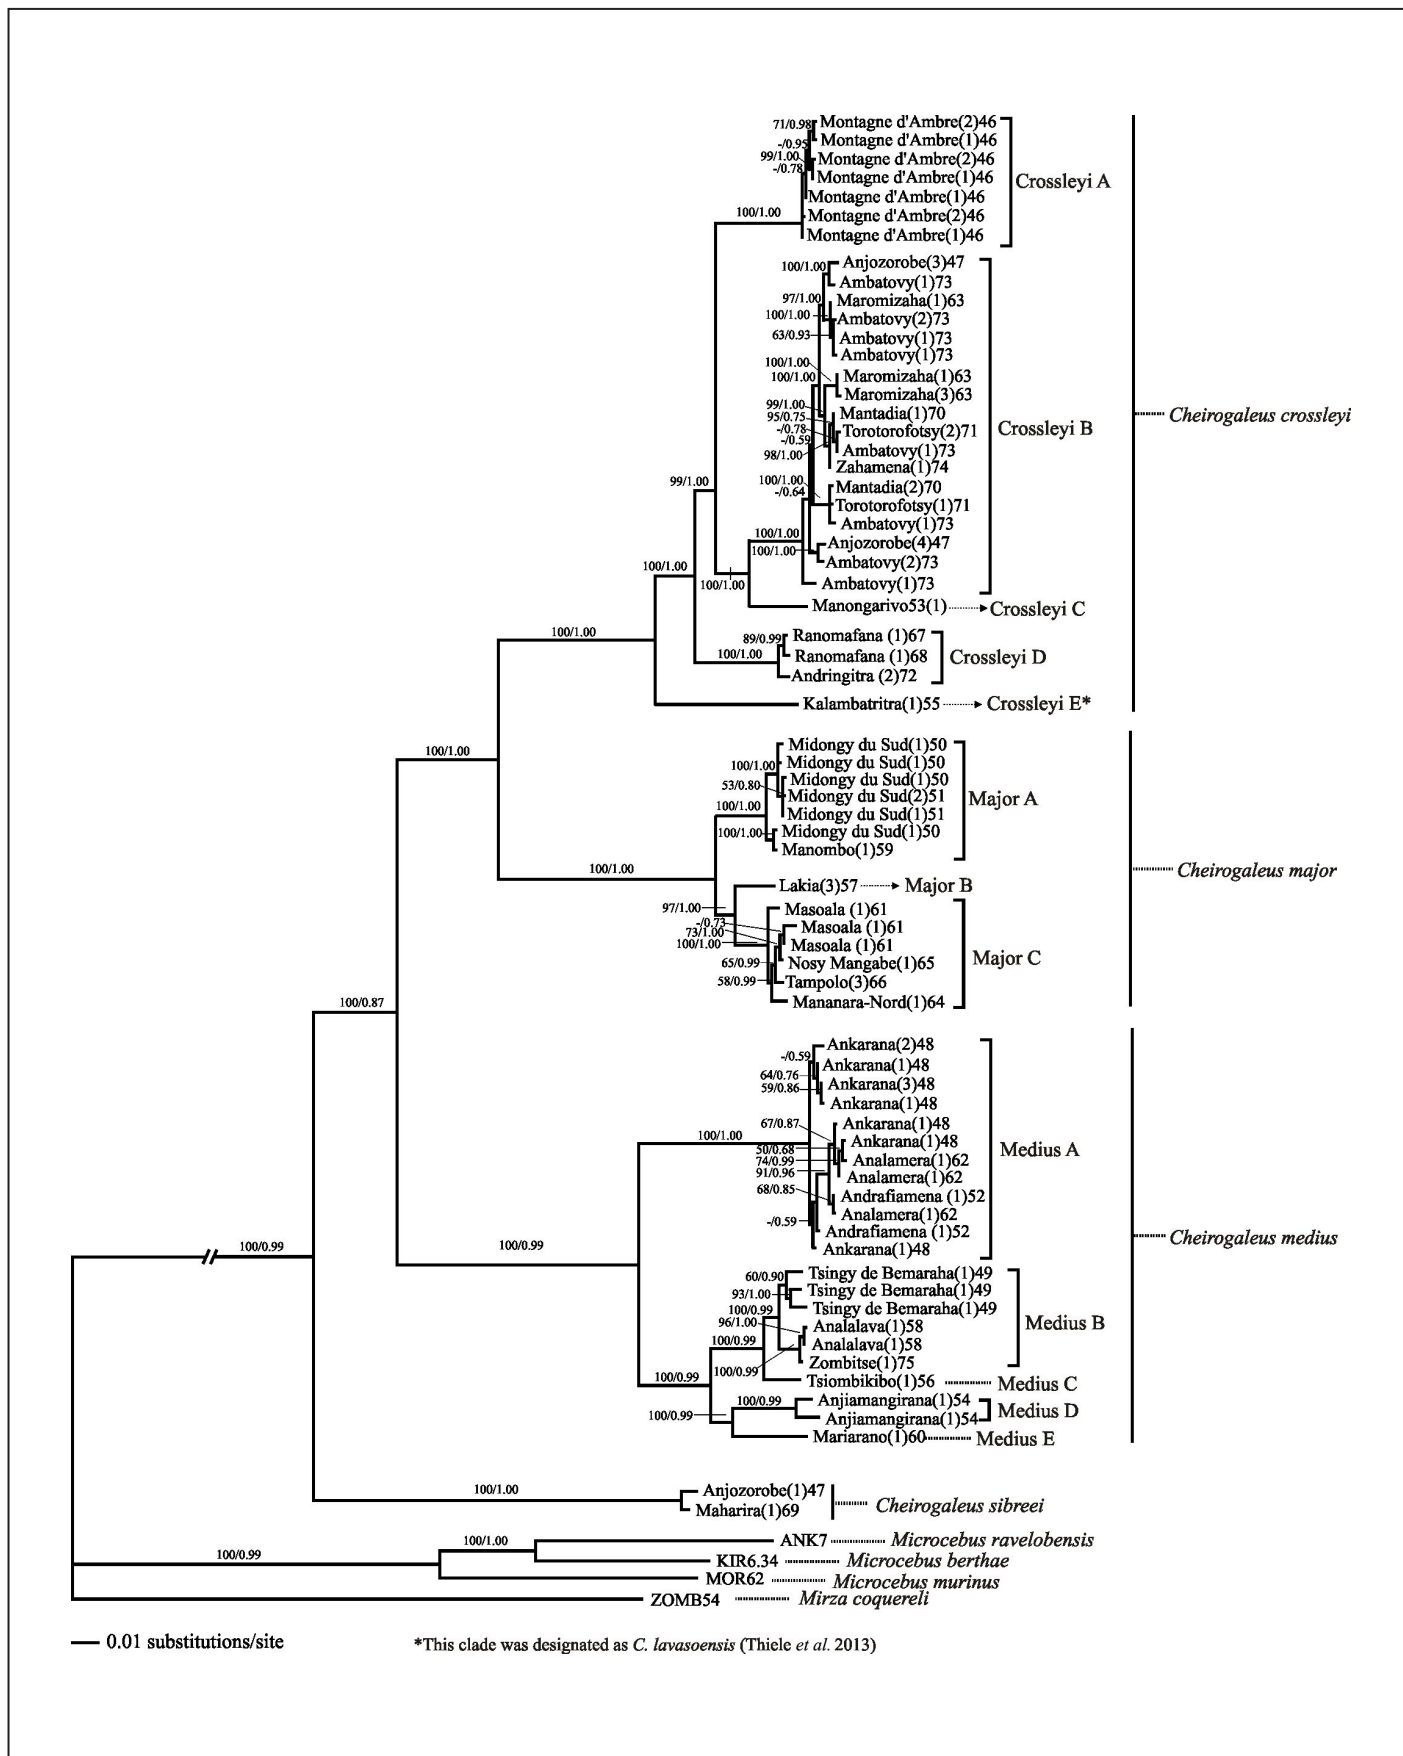 71/0.98
Montagne d'Ambre(2)46
-/0.95
Montagne d'Ambre(1)46
99/1.00
Montagne d'Ambre(2)46
-/0.78
Montagne d'Ambre(1)46
Crossleyi A
Montagne d'Ambre(1)46
100/1.00
Montagne d'Ambre(2)46
Montagne d'Ambre(1)46
100/1.00
Anjozorobe(3)47
Ambatovy(1)73
97/1.00
Maromizaha(1)63
100/1.00
Ambatovy(2)73
63/0.93
Ambatovy(1)73
Ambatovy(1)73
100/1.00
100/1.00
Maromizaha(1)63
Maromizaha(3)63
99/1.00
95/0.75
Mantadia(1)70
Cheirogaleus crossleyi
-/0.78
Torotorofotsy(2)71
Crossleyi B
-/0.59
98/1.00
Ambatovy(1)73
Zahamena(1)74
99/1.00
100/1.00
Mantadia(2)70
-/0.64
Torotorofotsy(1)71
Ambatovy(1)73
100/1.00
Anjozorobe(4)47
100/1.00
Ambatovy(2)73
100/1.00
100/1.00
Ambatovy(1)73
Manongarivo53(1)
Crossleyi C
100/1.00
89/0.99
Ranomafana (1)67
100/1.00
Ranomafana (1)68
Crossleyi D
Andringitra (2)72
Kalambatritra(1)55
Crossleyi E*
100/1.00
Midongy du Sud(1)50
100/1.00
Midongy du Sud(1)50
53/0.80
Midongy du Sud(1)50
Midongy du Sud(2)51
Major A
100/1.00
Midongy du Sud(1)51
100/1.00
Midongy du Sud(1)50
Manombo(1)59
100/1.00
Cheirogaleus major
Lakia(3)57
Major B
97/1.00
Masoala (1)61
-/0.73
Masoala (1)61
73/1.00
100/1.00
Masoala (1)61
65/0.99
Nosy Mangabe(1)65
Major C
58/0.99
Tampolo(3)66
Mananara-Nord(1)64
100/0.87
Ankarana(2)48
-/0.59
Ankarana(1)48
64/0.76
59/0.86
Ankarana(3)48
Ankarana(1)48
67/0.87
Ankarana(1)48
100/1.00
Ankarana(1)48
50/0.68
74/0.99
Analamera(1)62
Medius A
91/0.96
Analamera(1)62
68/0.85
Andrafiamena (1)52
Analamera(1)62
-/0.59
Andrafiamena (1)52
Ankarana(1)48
Cheirogaleus medius
100/0.99
100/0.99
60/0.90
Tsingy de Bemaraha(1)49
93/1.00
Tsingy de Bemaraha(1)49
100/0.99
Tsingy de Bemaraha(1)49
96/1.00
Analalava(1)58
Medius B
100/0.99
Analalava(1)58
Zombitse(1)75
100/0.99
100/0.99
Tsiombikibo(1)56
Medius C
100/0.99
Anjiamangirana(1)54
Medius D
100/0.99
Anjiamangirana(1)54
Mariarano(1)60
Medius E
100/1.00
Anjozorobe(1)47
Maharira(1)69
Cheirogaleus sibreei
100/1.00
ANK7
Microcebus ravelobensis
100/0.99
KIR6.34
Microcebus berthae
MOR62
Microcebus murinus
ZOMB54
Mirza coquereli
0.01 substitutions/site
*This clade was designated as C. lavasoensis (Thiele et al. 2013)